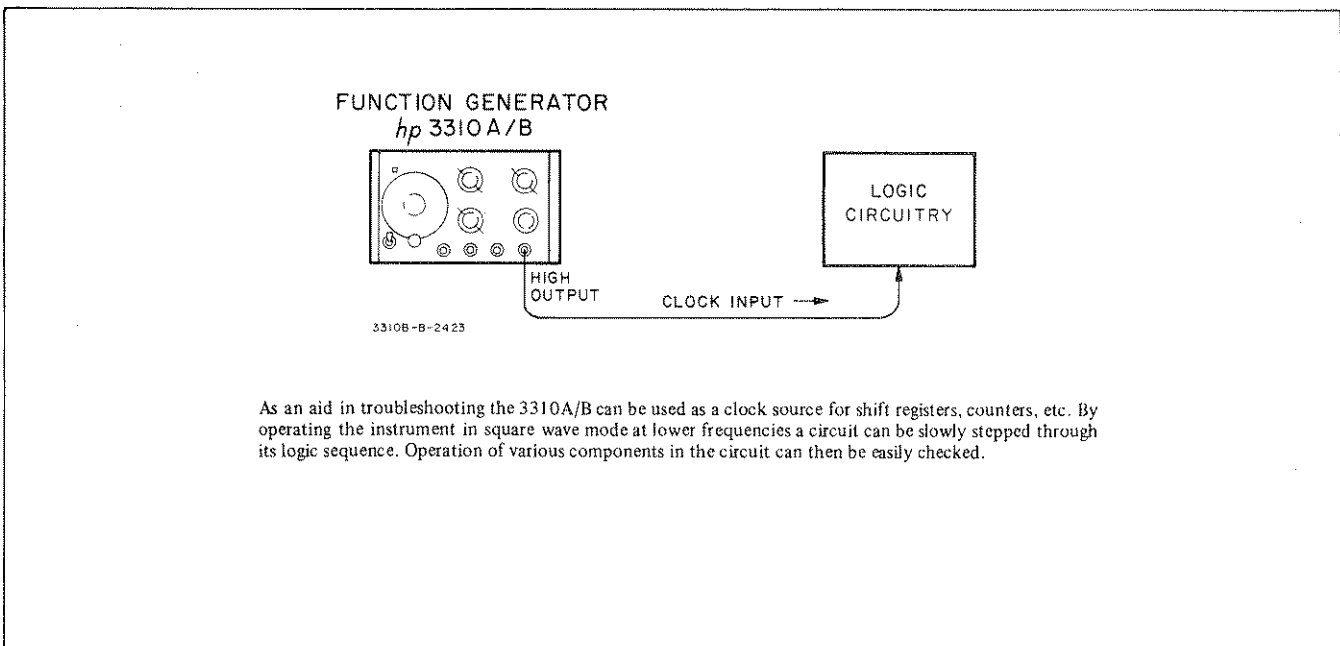 FUNCTION GENERATOR
hp 3310A/B
LOGIC
CIRCUITRY
HIGH
OUTPUT
CLOCK INPUT
3310B-B-2423
As an aid in troubleshooting the 3310A/B can be used as a clock source for shift registers, counters, etc. By
operating the instrument in square wave mode at lower frequencies a circuit can be slowly stepped through
its logic sequence. Operation of various components in the circuit can then be easily checked.